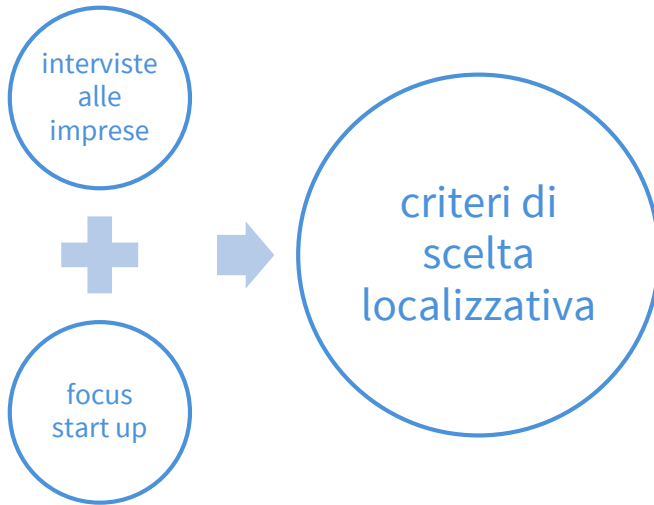 interviste
alle
imprese
focus
start up
criteri di
scelta
localizzativa